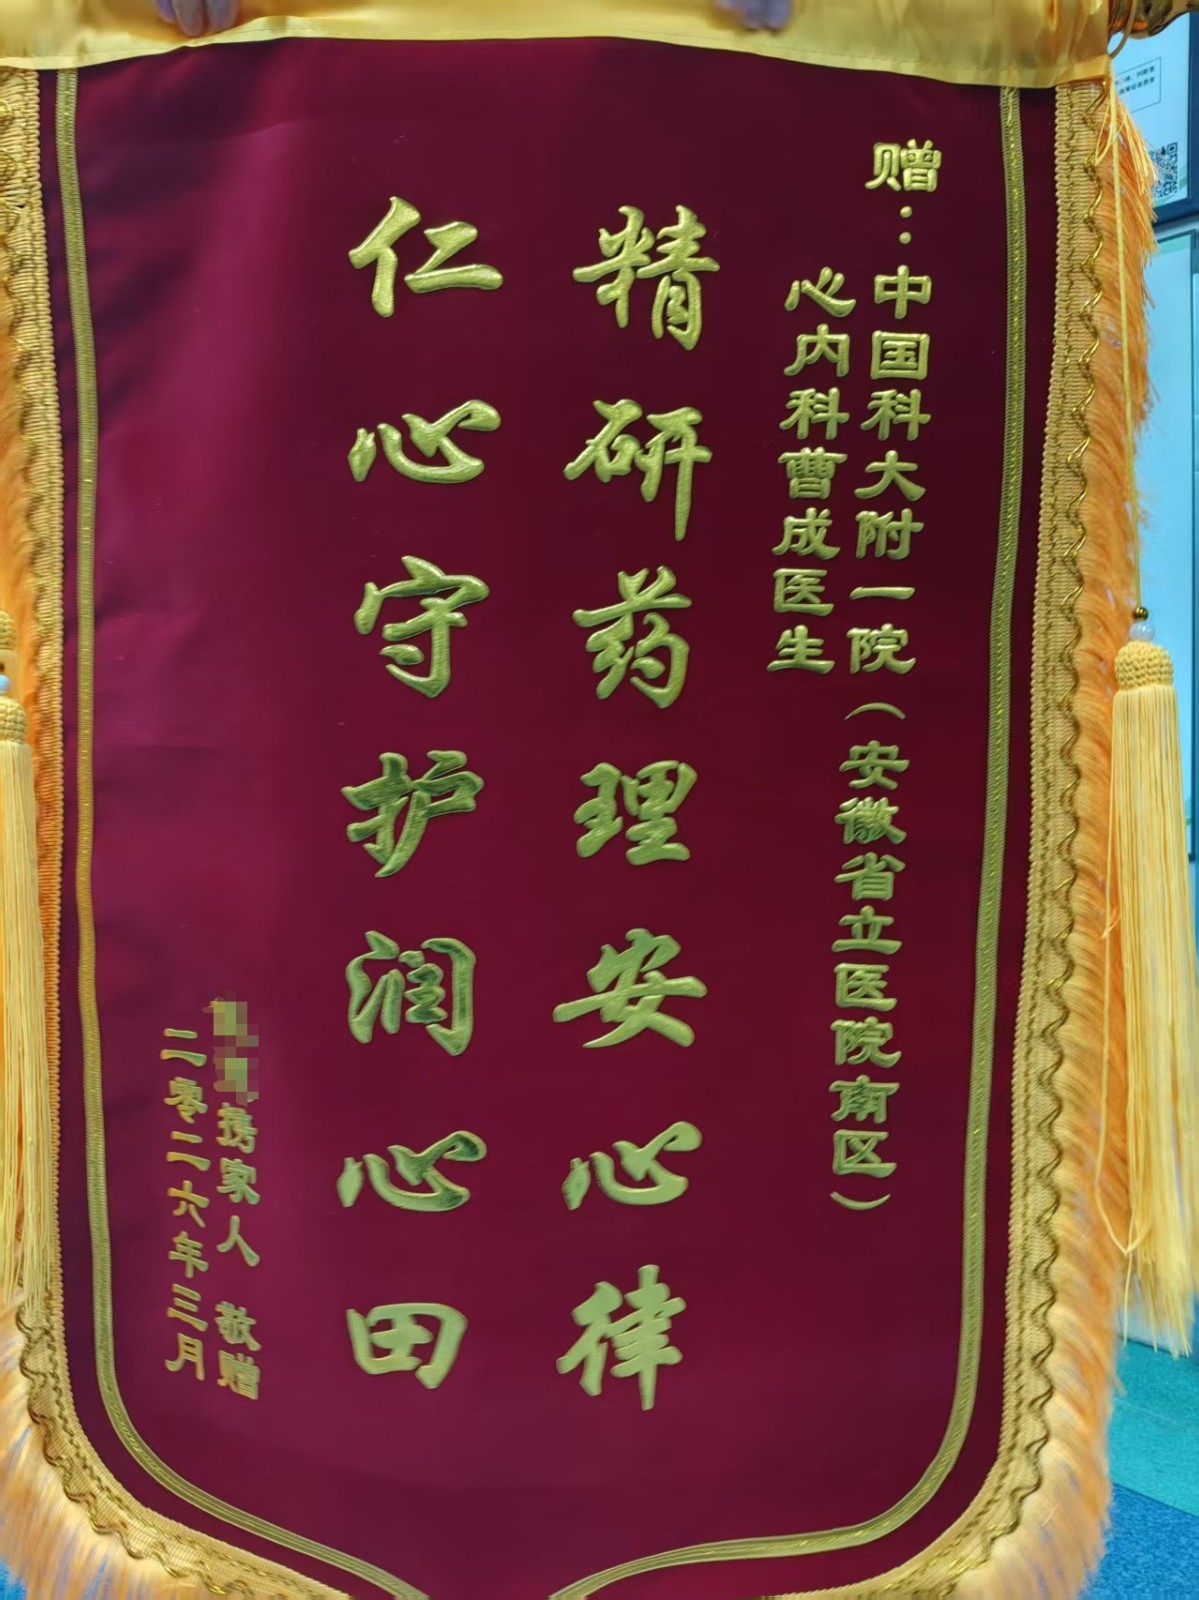 赠：中国科大附一院（安徽省立医院南区）
心内科曹成医生
精研药理安心律
仁心守护润心田
携家人 敬赠
二零二六年三月